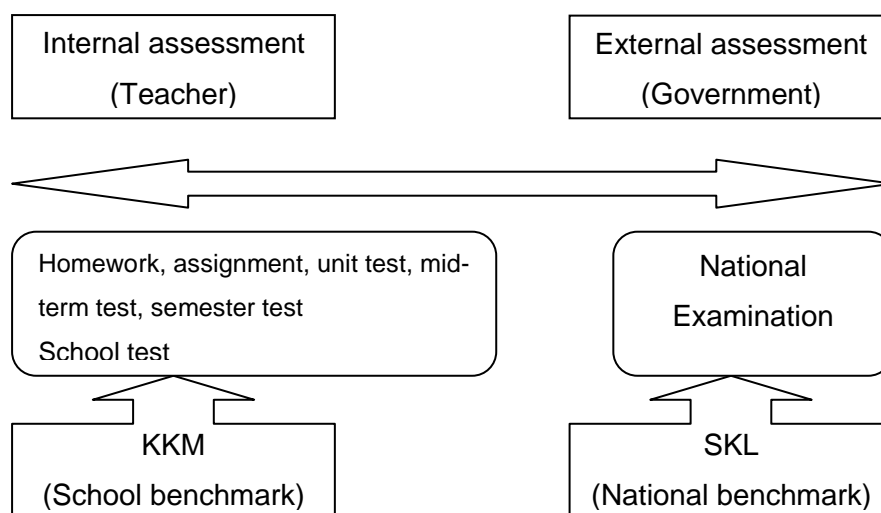 Internal assessment
(Teacher)
External assessment
(Government)
Homework, assignment, unit test, mid-
term test, semester test
School test
National
Examination
KKM
(School benchmark)
SKL
(National benchmark)